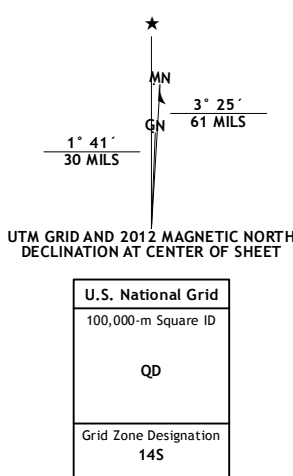 ★
MN
3° 25´
61 MILS
GN
1° 41´
30 MILS
UTM GRID AND 2012 MAGNETIC NORTH
DECLINATION AT CENTER OF SHEET
U.S. National Grid
100,000-m Square ID
QD
Grid Zone Designation
14S